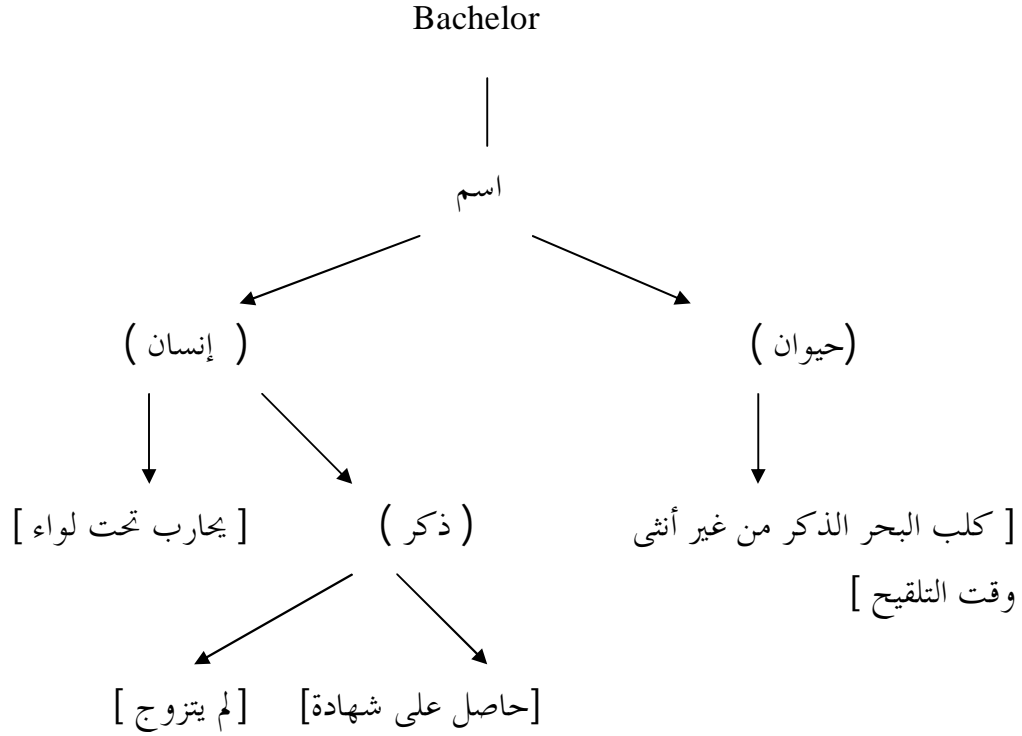 Bachelor
اسم
(حيوان ) ( إنسان )
[ كلب البحر الذكر من غير أنثى ( ذكر ) [ يحارب تحت لواء ]
وقت التلقيح ]
[حاصل على شهادة] [لم يتزوج ]